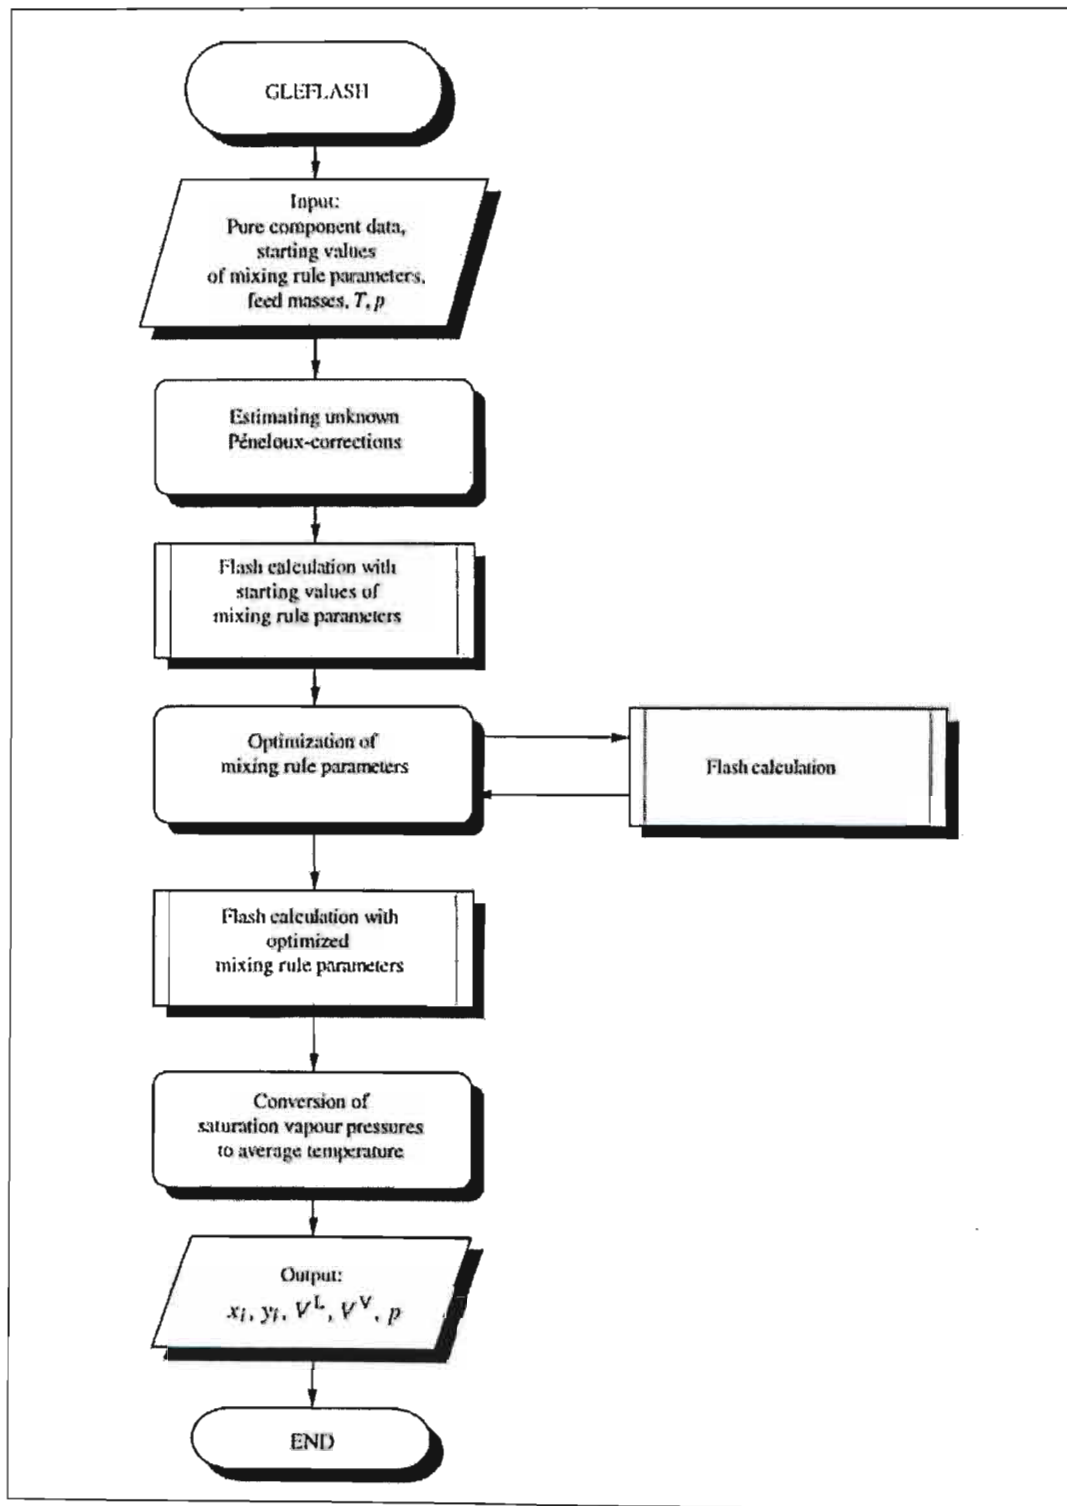 GLEFLASH
Input:
Pure component data,
starting values
of mixing rule parameters,
feed masses, T, p
Estimating unknown
Péneloux-corrections
Flash calculation with
starting values of
mixing rule parameters
Optimization of
mixing rule parameters
Flash calculation
Flash calculation with
optimized
mixing rule parameters
Conversion of
saturation vapour pressures
to average temperature
Output:
xᵢ, yᵢ, Vᴸ, Vⱽ, p
END